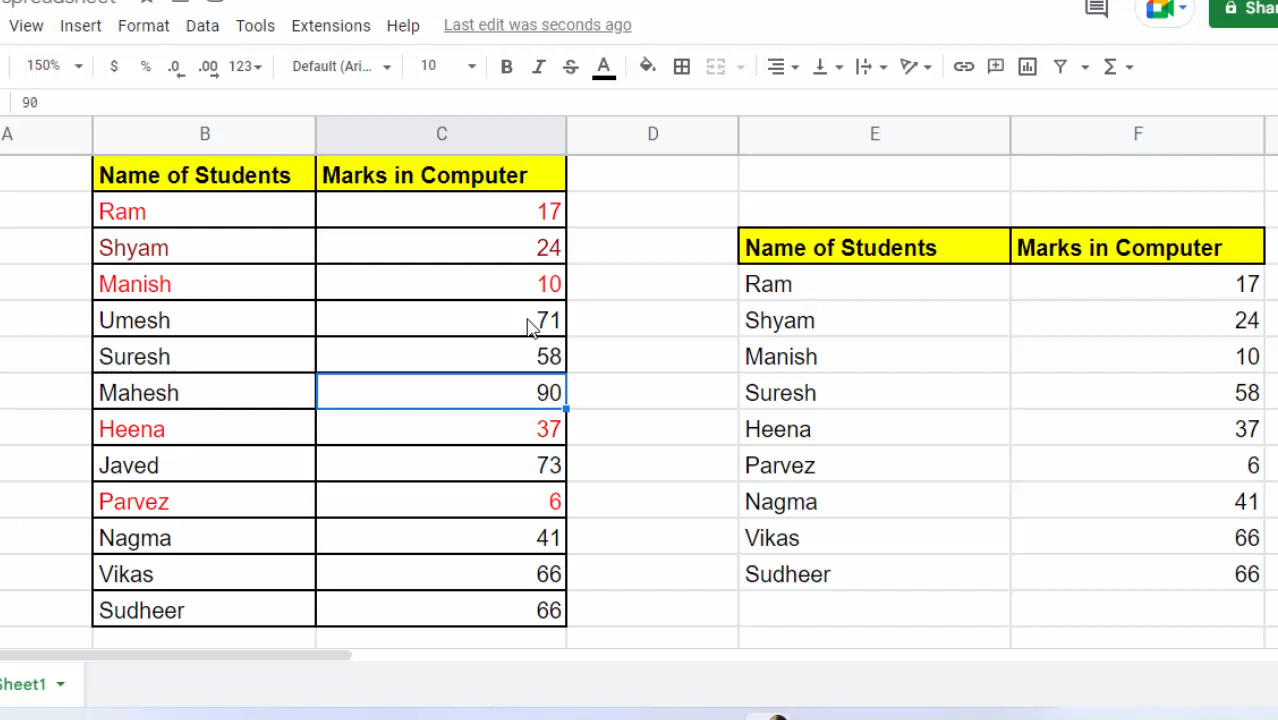 spreadsheet
View Insert Format Data Tools Extensions Help Last edit was seconds ago Shar
150% $ % .0 .00 123 Default (Ari... 10 B I S A Σ
90
A B C D E F
Name of Students Marks in Computer
Ram 17
Shyam 24 Name of Students Marks in Computer
Manish 10 Ram 17
Umesh 71 Shyam 24
Suresh 58 Manish 10
Mahesh 90 Suresh 58
Heena 37 Heena 37
Javed 73 Parvez 6
Parvez 6 Nagma 41
Nagma 41 Vikas 66
Vikas 66 Sudheer 66
Sudheer 66
Sheet1